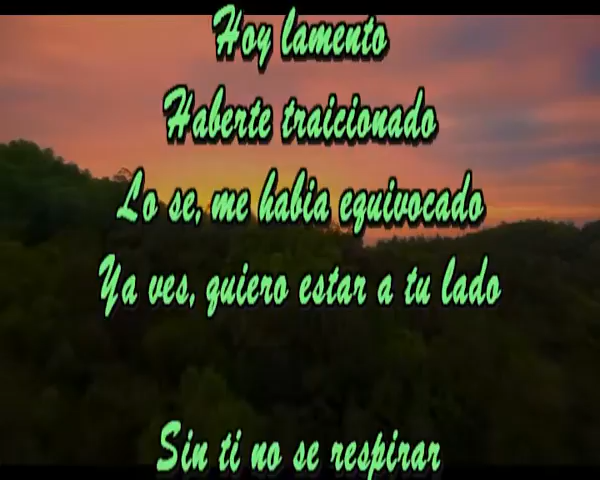 Hoy lamento
Haberte traicionado
Lo se, me habia equivocado
Ya ves, quiero estar a tu lado
Sin ti no se respirar